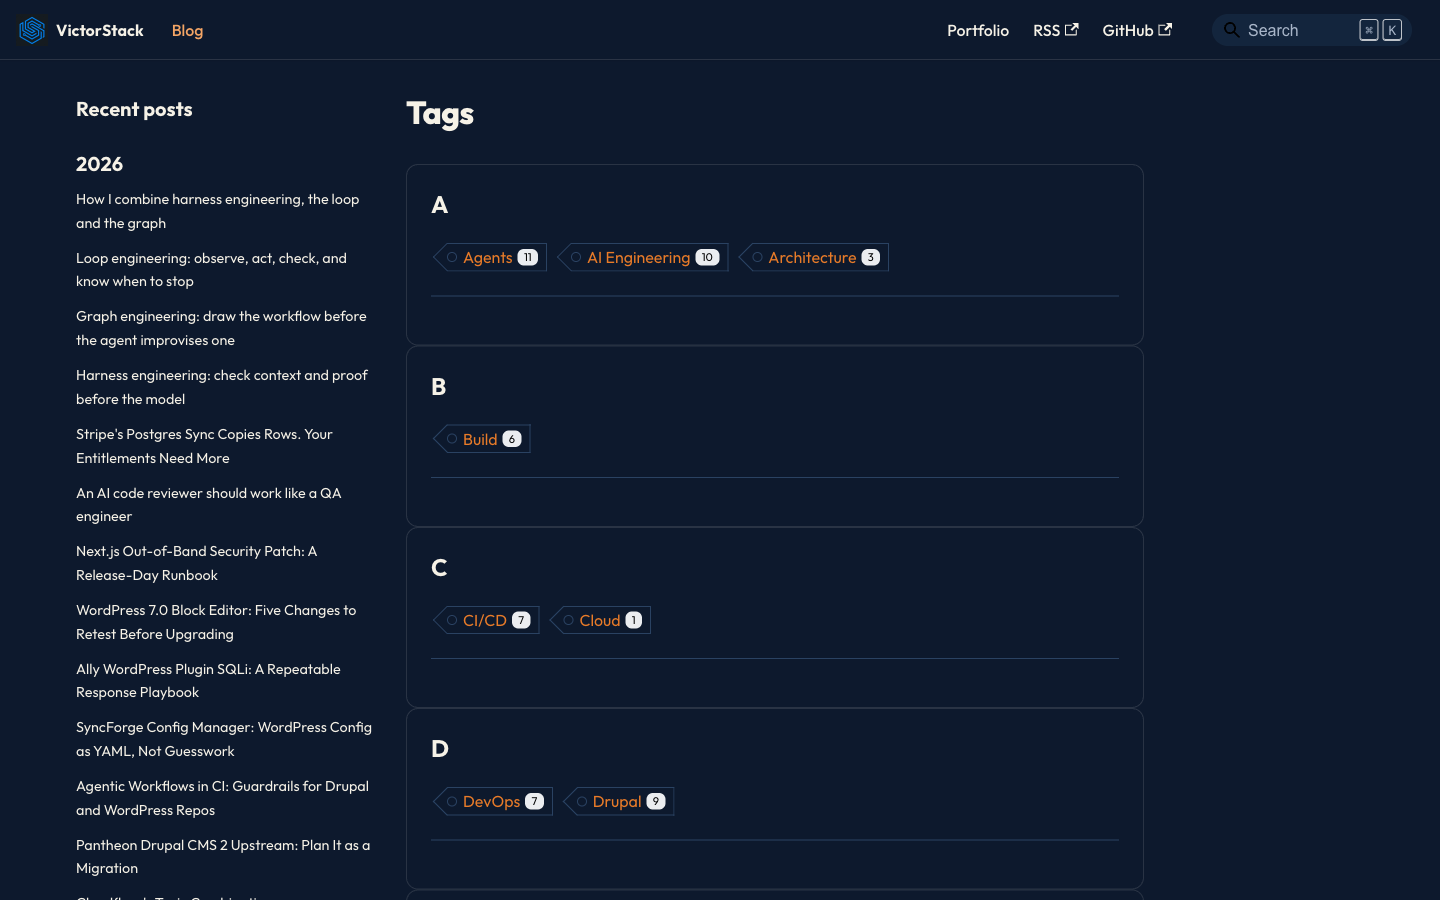 VictorStack
Blog
Portfolio
RSS
GitHub
Search
⌘ K
Recent posts
2026
How I combine harness engineering, the loop
and the graph
Loop engineering: observe, act, check, and
know when to stop
Graph engineering: draw the workflow before
the agent improvises one
Harness engineering: check context and proof
before the model
Stripe's Postgres Sync Copies Rows. Your
Entitlements Need More
An AI code reviewer should work like a QA
engineer
Next.js Out-of-Band Security Patch: A
Release-Day Runbook
WordPress 7.0 Block Editor: Five Changes to
Retest Before Upgrading
Ally WordPress Plugin SQLi: A Repeatable
Response Playbook
SyncForge Config Manager: WordPress Config
as YAML, Not Guesswork
Agentic Workflows in CI: Guardrails for Drupal
and WordPress Repos
Pantheon Drupal CMS 2 Upstream: Plan It as a
Migration
Tags
A
Agents 11
AI Engineering 10
Architecture 3
B
Build 6
C
CI/CD 7
Cloud 1
D
DevOps 7
Drupal 9